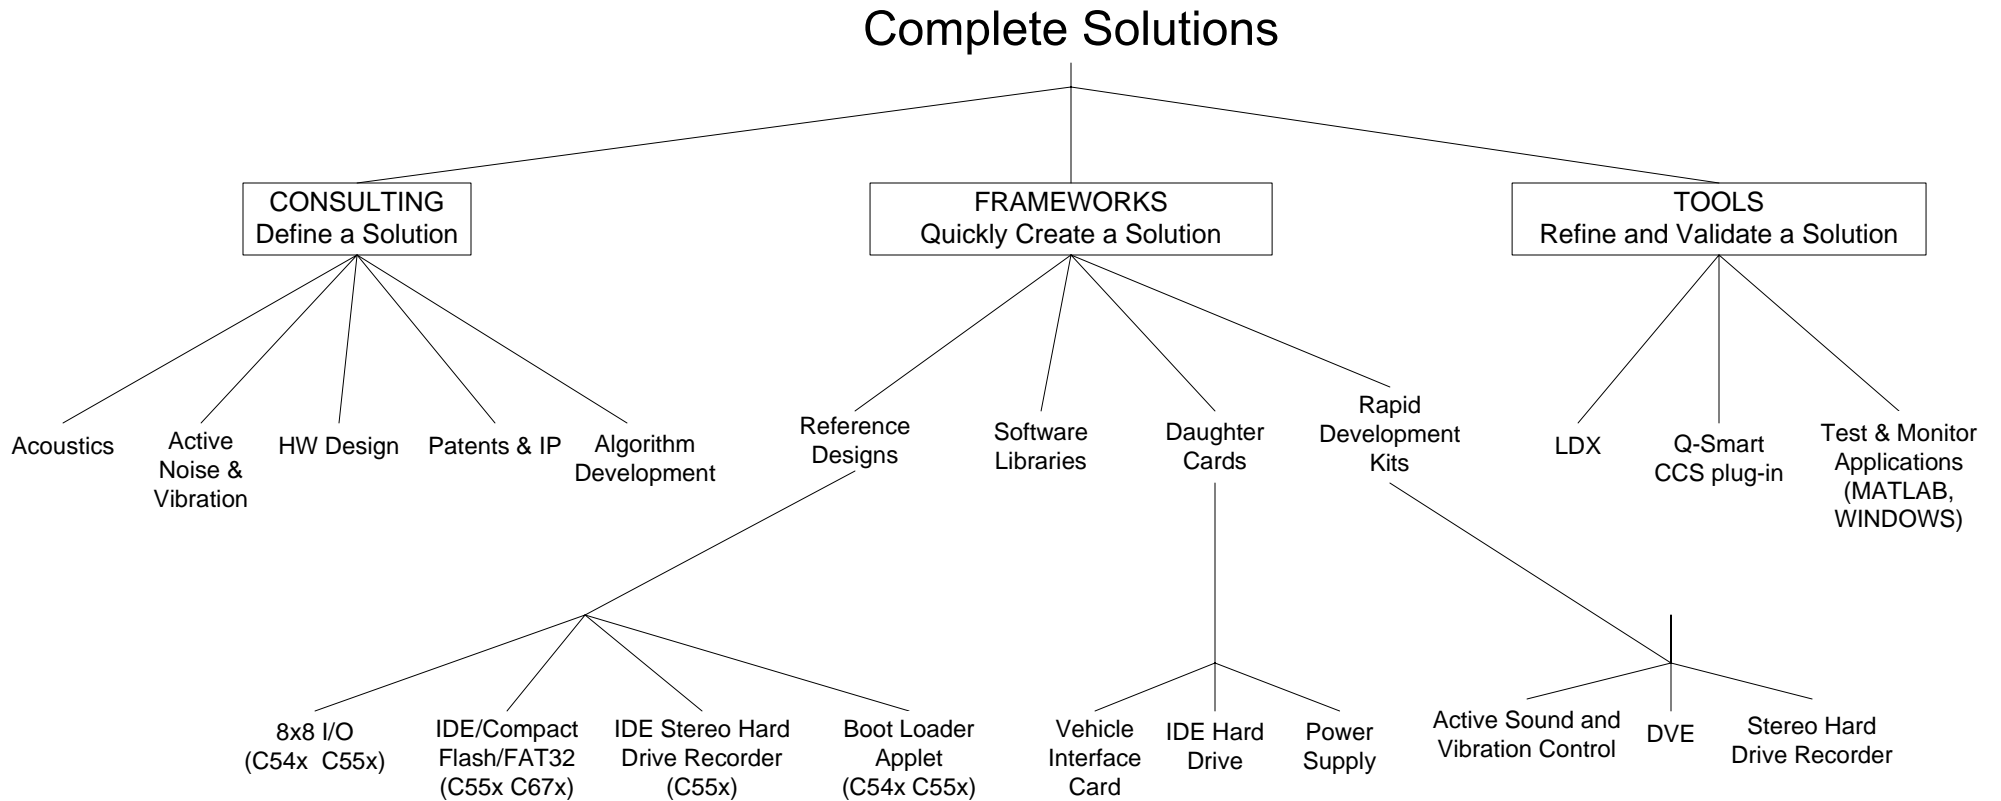 Complete Solutions
CONSULTING
Define a Solution
FRAMEWORKS
Quickly Create a Solution
TOOLS
Refine and Validate a Solution
Acoustics
Active
Noise &
Vibration
HW Design
Patents & IP
Algorithm
Development
Reference
Designs
Software
Libraries
Daughter
Cards
Rapid
Development
Kits
LDX
Q-Smart
CCS plug-in
Test & Monitor
Applications
(MATLAB,
WINDOWS)
8x8 I/O
(C54x  C55x)
IDE/Compact
Flash/FAT32
(C55x C67x)
IDE Stereo Hard
Drive Recorder
(C55x)
Boot Loader
Applet
(C54x C55x)
Vehicle
Interface
Card
IDE Hard
Drive
Power
Supply
Active Sound and
Vibration Control
DVE
Stereo Hard
Drive Recorder